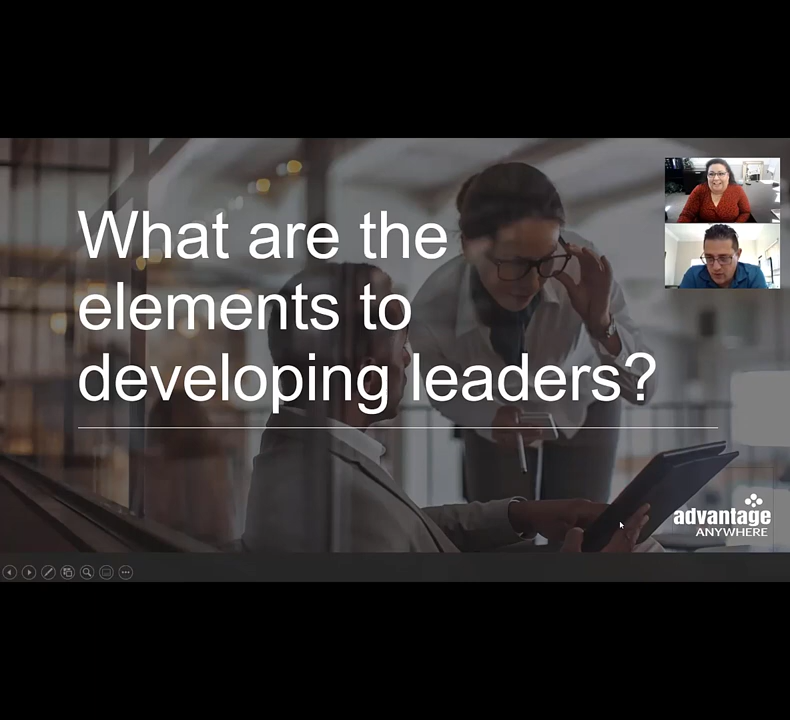 What are the
elements to
developing leaders?
advantage
ANYWHERE